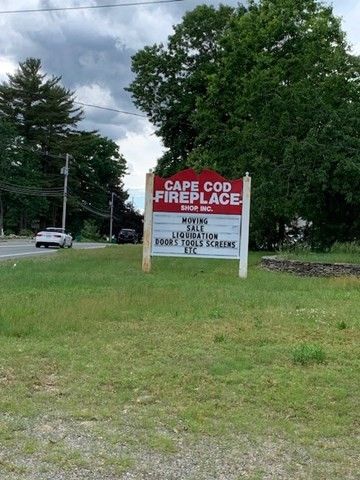 CAPE COD
FIREPLACE
SHOP, INC.
MOVING
SALE
LIQUIDATION
DOORS TOOLS SCREENS
ETC